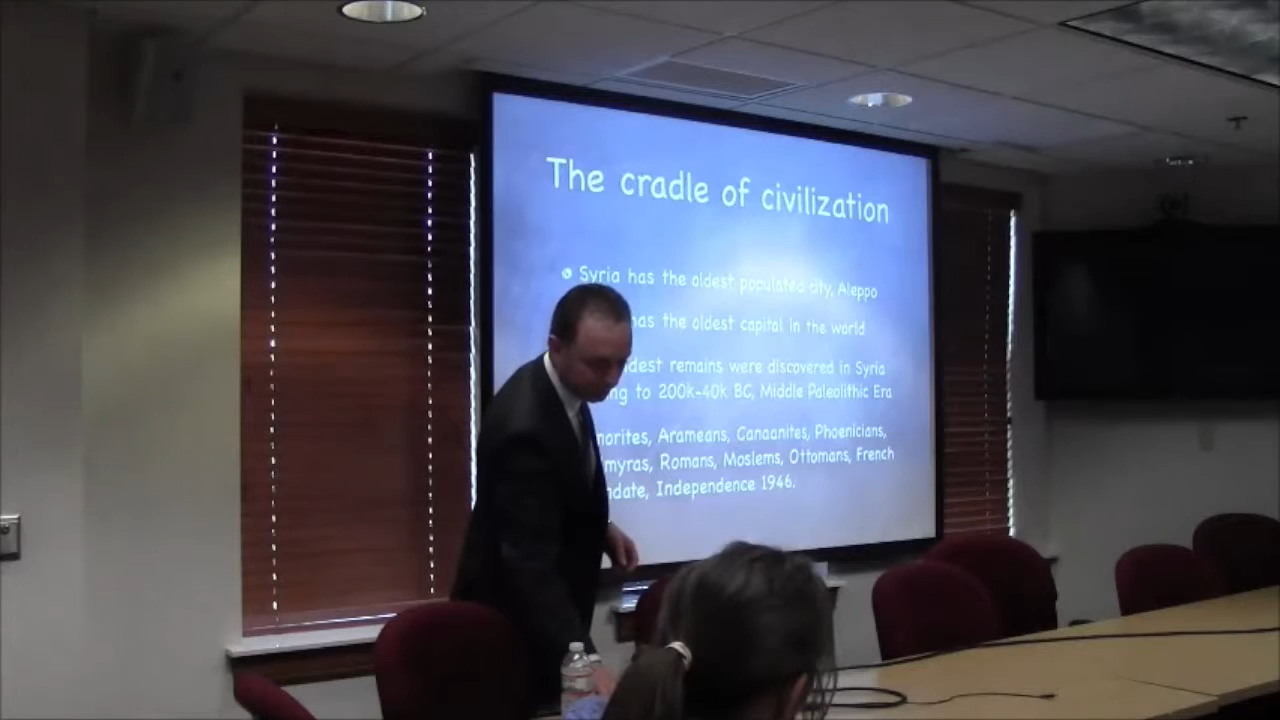 The cradle of civilization
Syria has the oldest populated city, Aleppo
has the oldest capital in the world
oldest remains were discovered in Syria
to 200k-40k BC, Middle Paleolithic Era
Arameans, Canaanites, Phoenicians,
Romans, Moslems, Ottomans, French
Independence 1946.